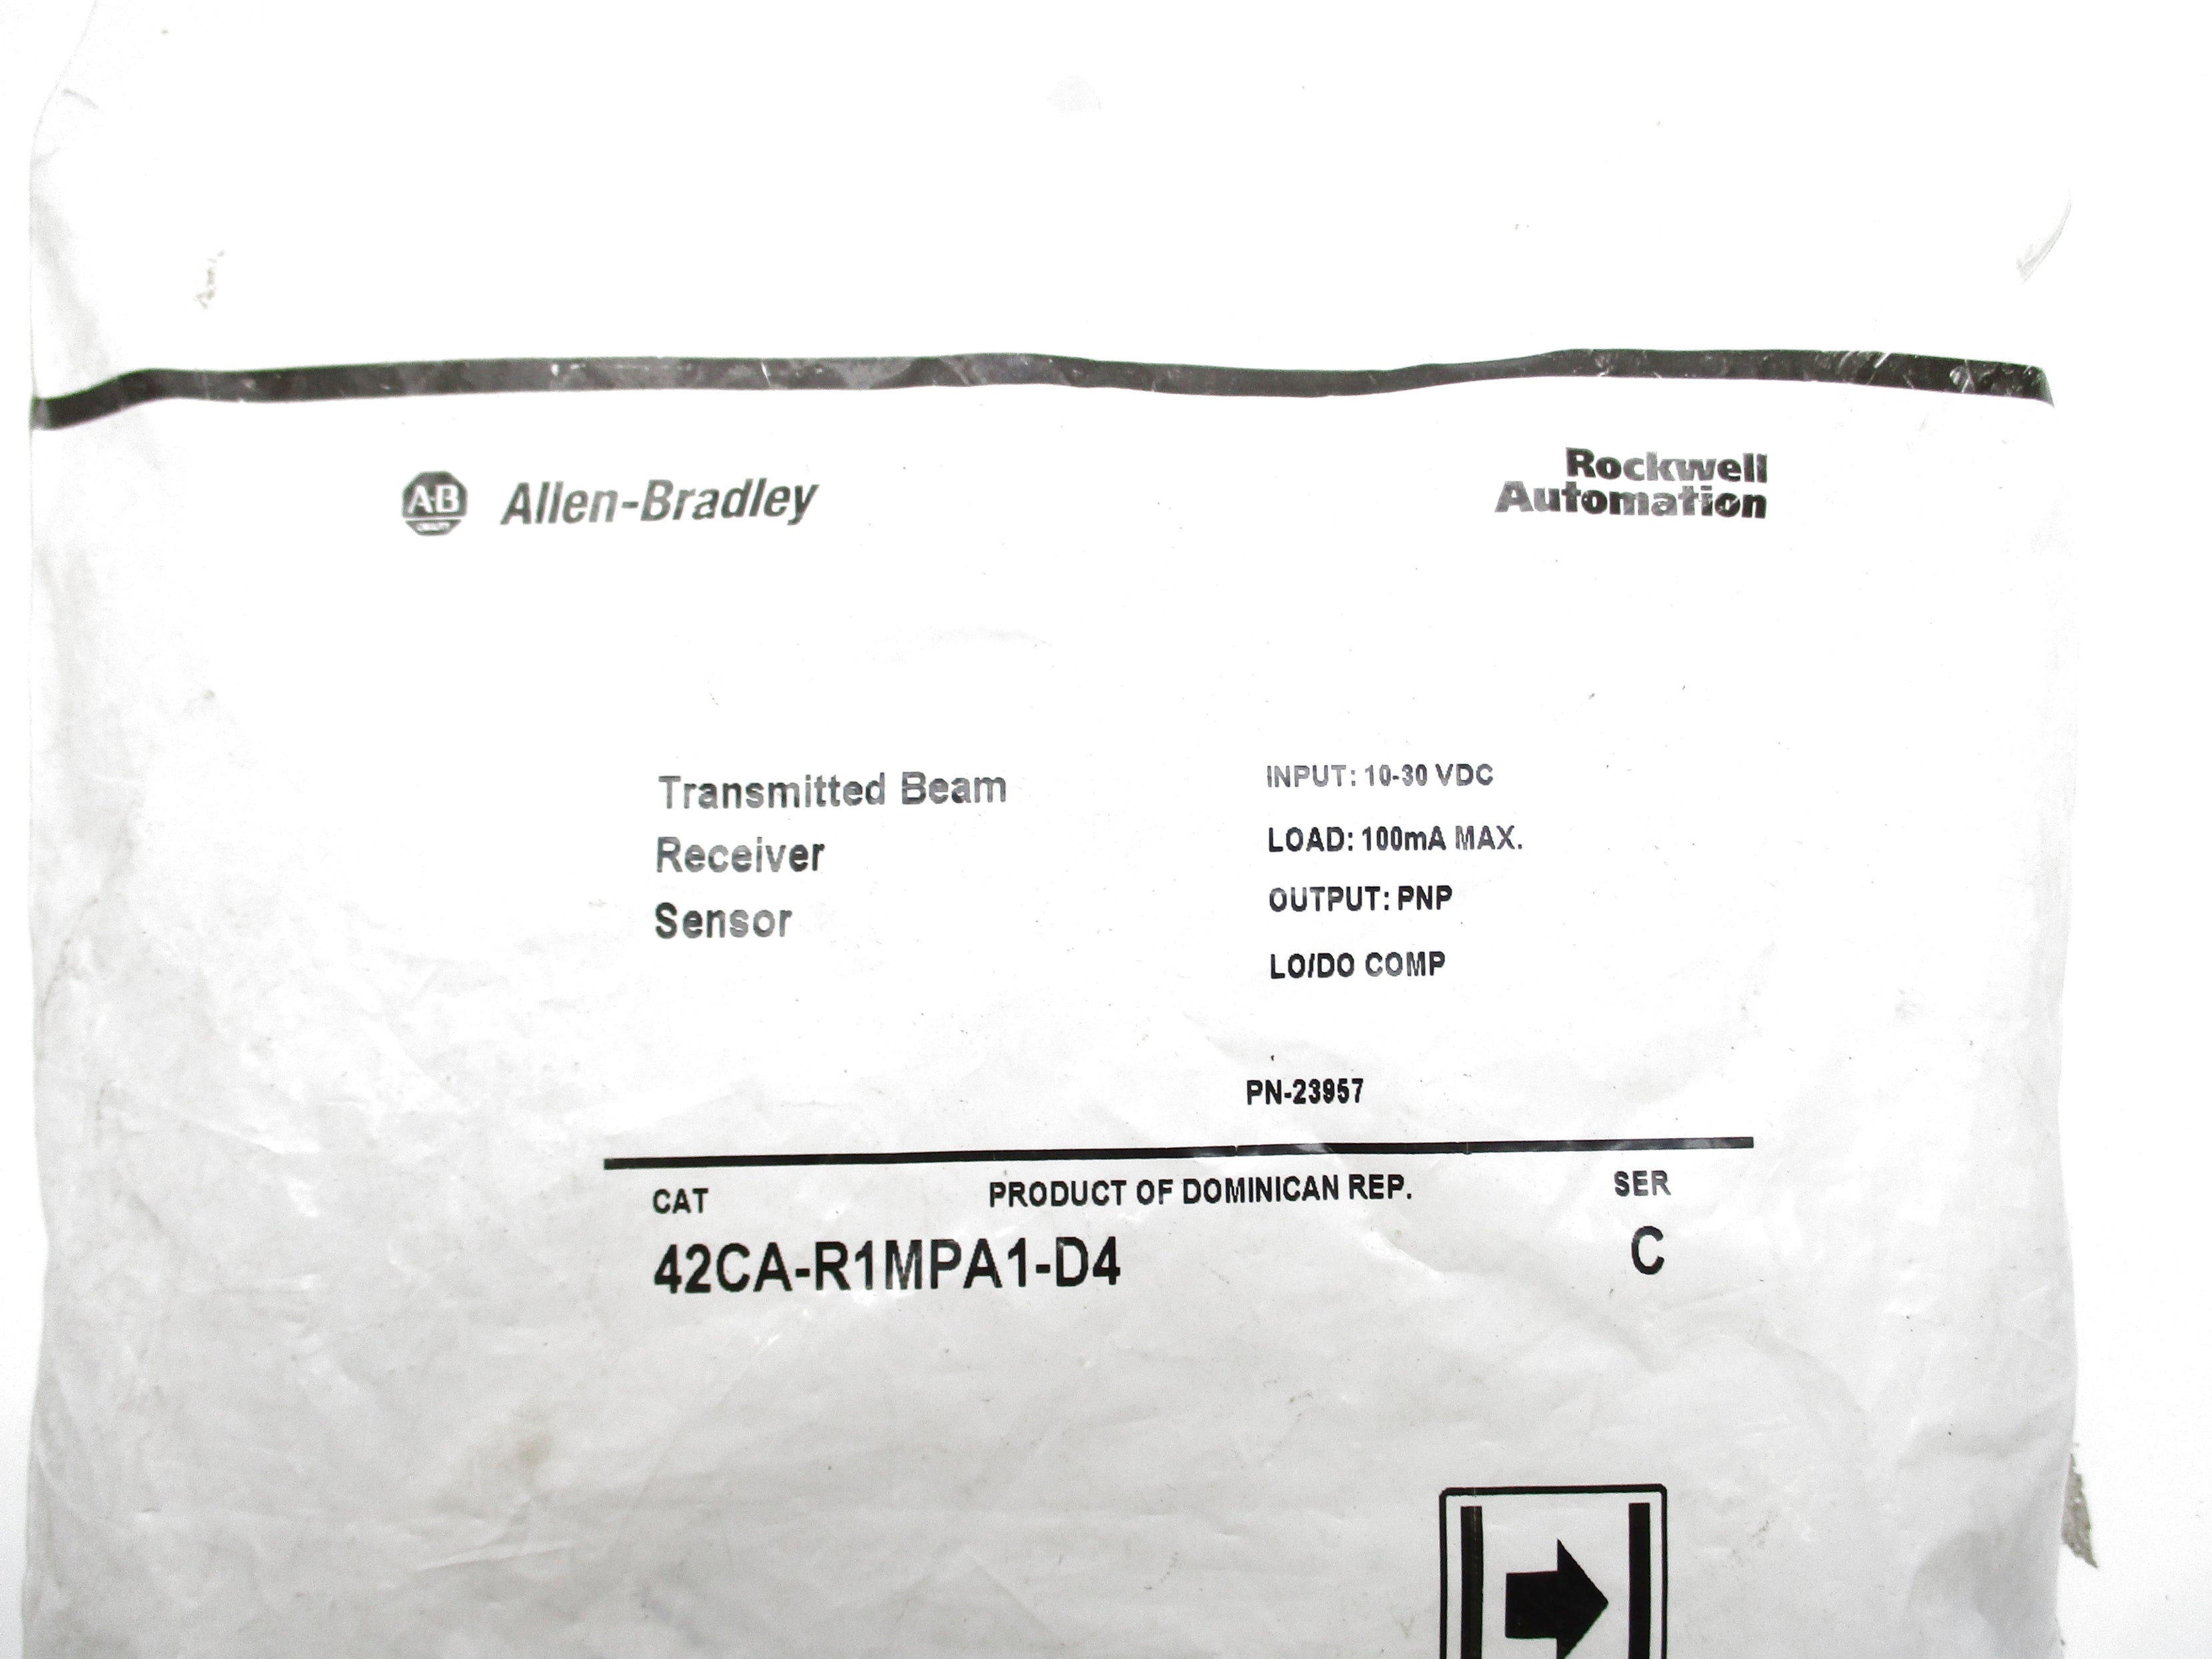 A-B
Allen-Bradley
Rockwell
Automation
Transmitted Beam
Receiver
Sensor
INPUT: 10-30 VDC
LOAD: 100mA MAX.
OUTPUT: PNP
LO/DO COMP
PN-23957
CAT
PRODUCT OF DOMINICAN REP.
SER
42CA-R1MPA1-D4
C